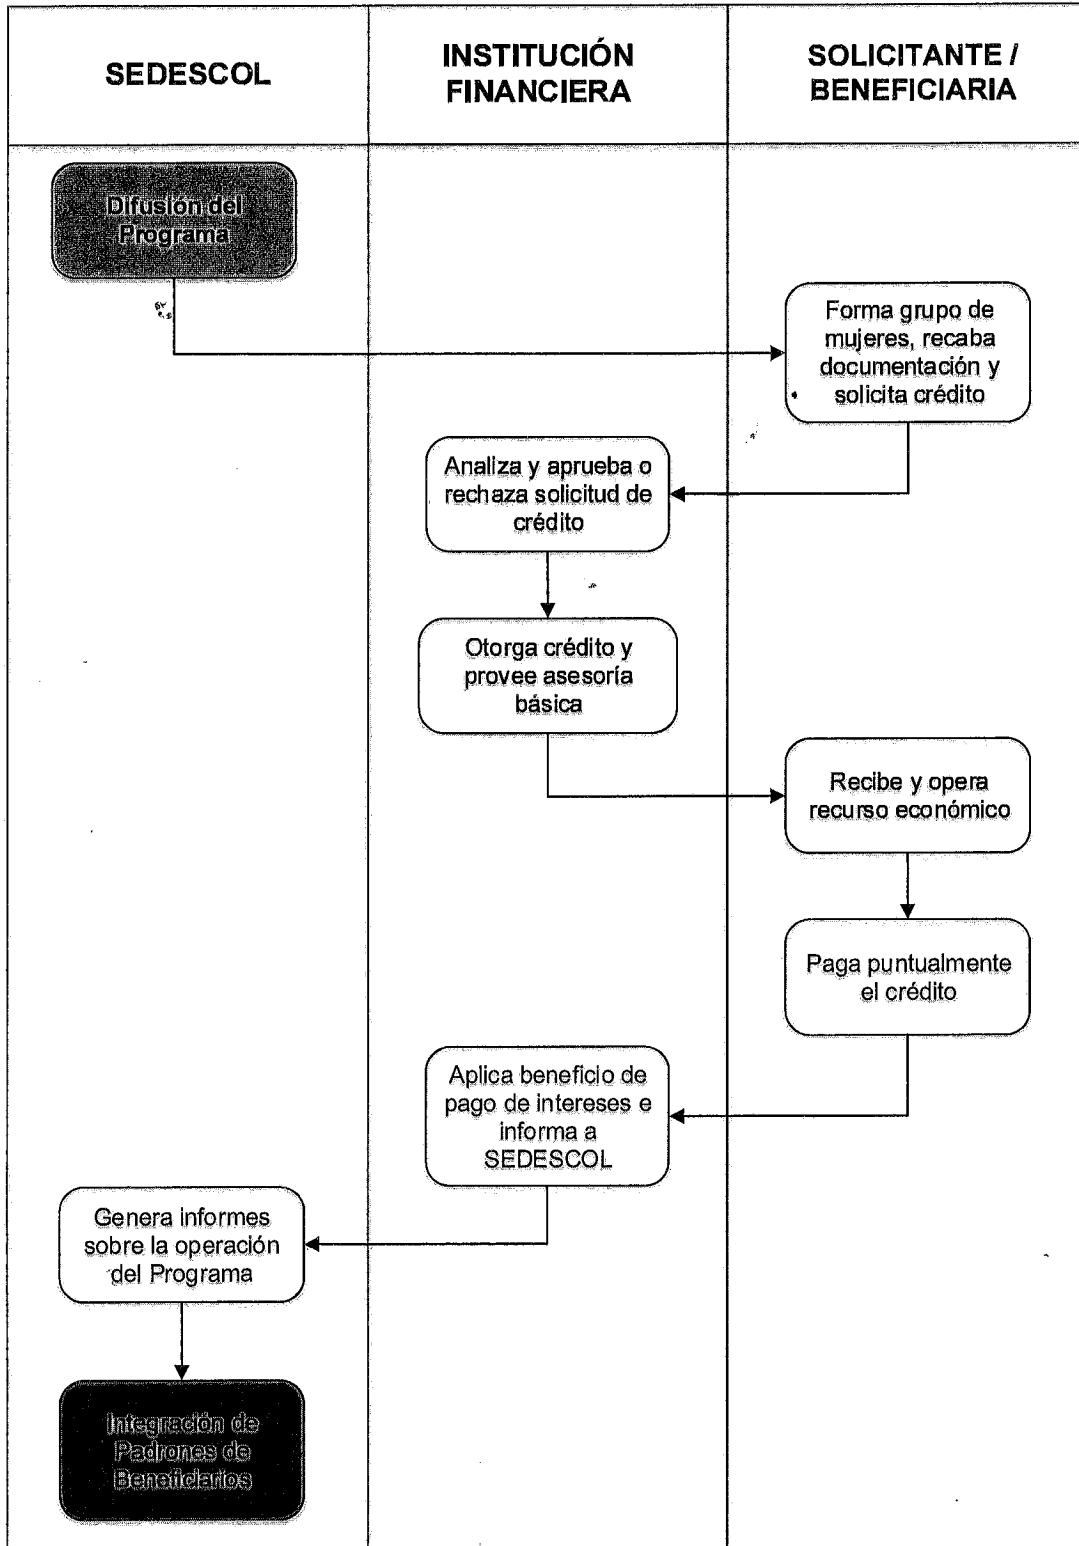 SEDESCOL
INSTITUCIÓN
FINANCIERA
SOLICITANTE /
BENEFICIARIA
Difusión del
Programa
Forma grupo de
mujeres, recaba
documentación y
solicita crédito
Analiza y aprueba o
rechaza solicitud de
crédito
Otorga crédito y
provee asesoría
básica
Recibe y opera
recurso económico
Paga puntualmente
el crédito
Aplica beneficio de
pago de intereses e
informa a
SEDESCOL
Genera informes
sobre la operación
del Programa
Integración de
Padrones de
Beneficiarios